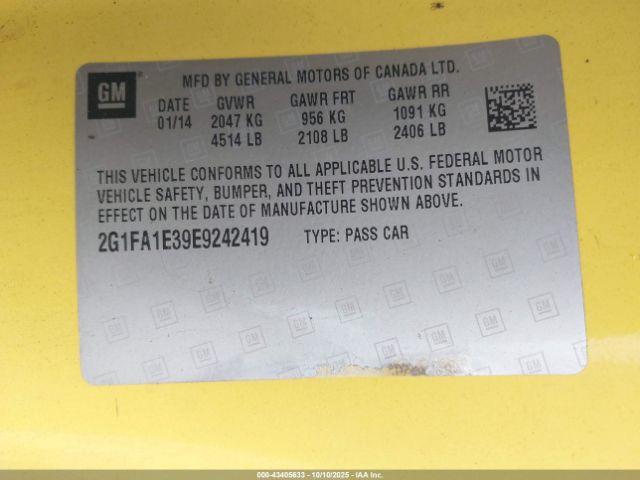 GM MFD BY GENERAL MOTORS OF CANADA LTD.
DATE GVWR GAWR FRT GAWR RR
01/14 2047 KG 956 KG 1091 KG
4514 LB 2108 LB 2406 LB
THIS VEHICLE CONFORMS TO ALL APPLICABLE U.S. FEDERAL MOTOR
VEHICLE SAFETY, BUMPER, AND THEFT PREVENTION STANDARDS IN
EFFECT ON THE DATE OF MANUFACTURE SHOWN ABOVE.
2G1FA1E39E9242419 TYPE: PASS CAR
000-43405633 - 10/10/2025 - IAA Inc.